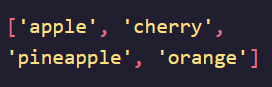 ['apple', 'cherry',
'pineapple', 'orange']